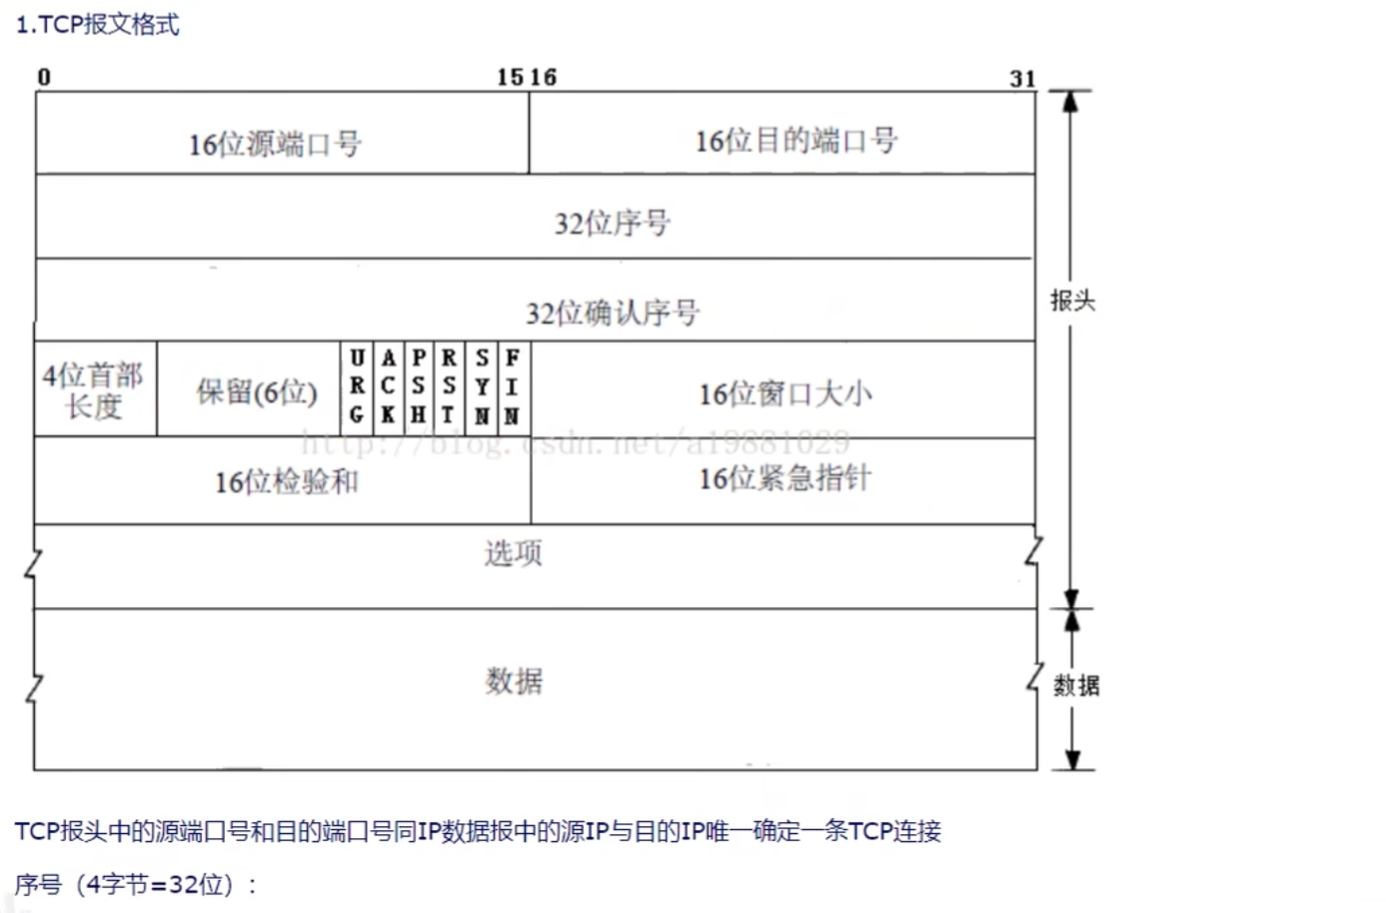 1.TCP报文格式
0 15 16 31
16位源端口号 16位目的端口号
32位序号
32位确认序号
报头
4位首部长度 保留(6位) URG ACK PSH RST SYN FIN 16位窗口大小
http://blog.csdn.net/a19881029
16位检验和 16位紧急指针
选项
数据 数据
TCP报头中的源端口号和目的端口号同IP数据报中的源IP与目的IP唯一确定一条TCP连接
序号（4字节=32位）：